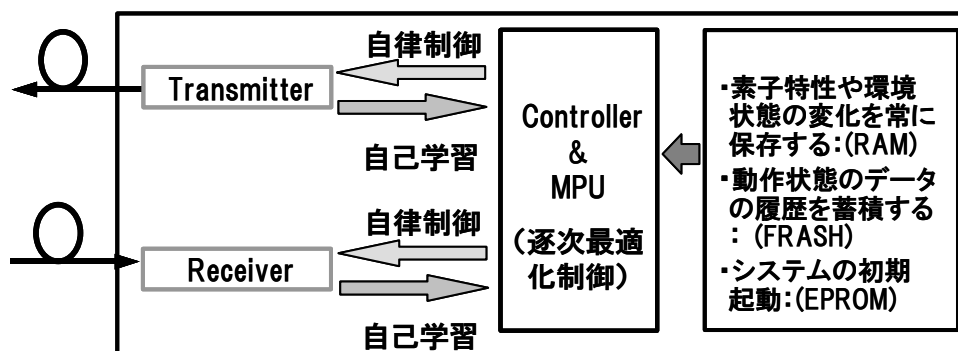 自律制御
Transmitter
自己学習
自律制御
Receiver
自己学習
Controller
&
MPU
(逐次最適
化制御)
・素子特性や環境
状態の変化を常に
保存する:(RAM)
・動作状態のデータ
の履歴を蓄積する
:(FRASH)
・システムの初期
起動:(EPROM)